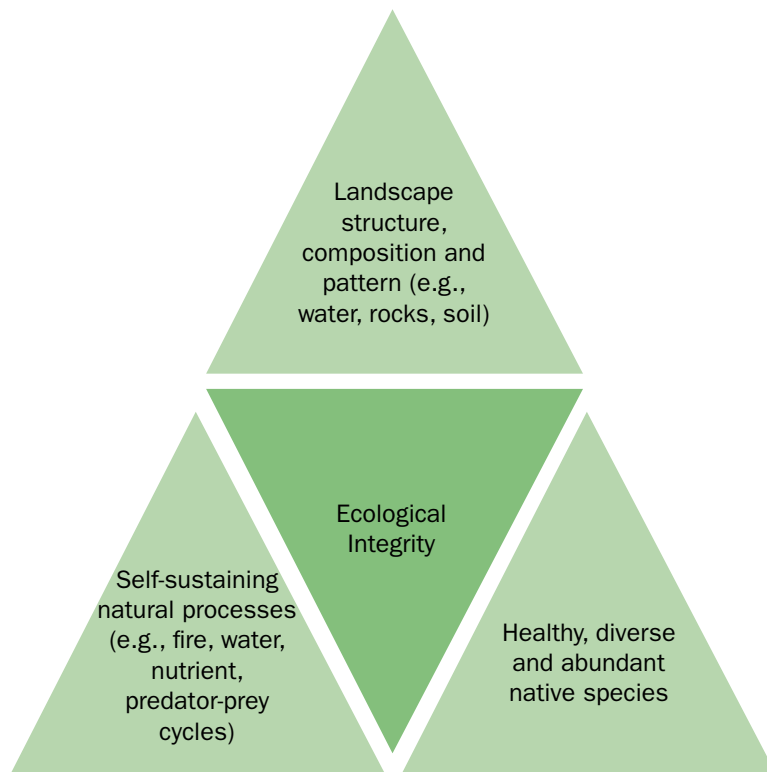 Landscape
structure,
composition and
pattern (e.g.,
water, rocks, soil)
Ecological
Integrity
Self-sustaining
natural processes
(e.g., fire, water,
nutrient,
predator-prey
cycles)
Healthy, diverse
and abundant
native species